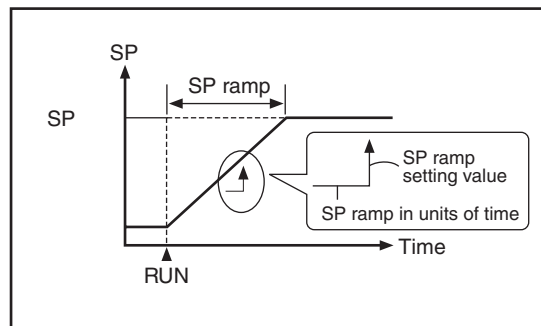 SP
SP ramp
SP
SP ramp
setting value
SP ramp in units of time
Time
RUN